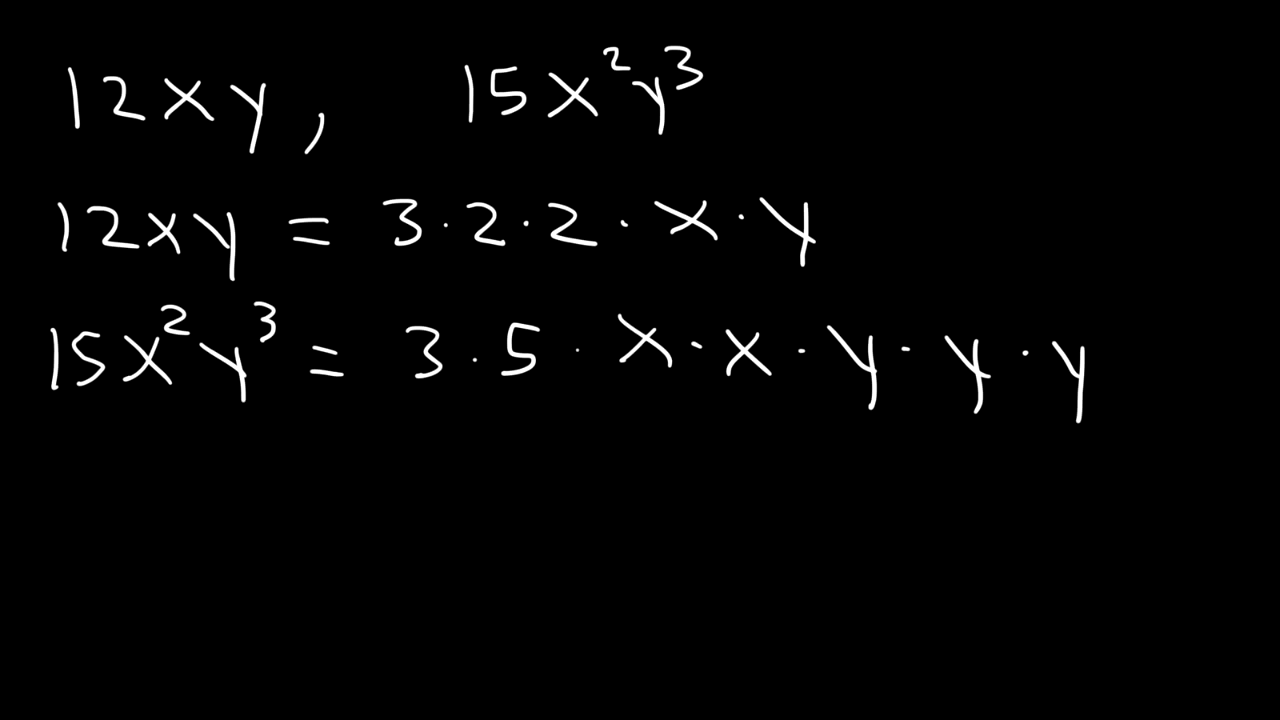 12xy, 15x²y³
12xy = 3·2·2·x·y
15x²y³ = 3·5·x·x·y·y·y